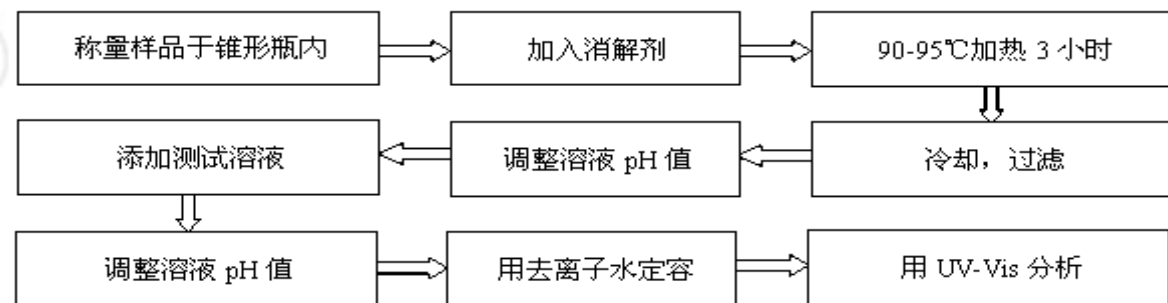 称量样品于锥形瓶内
加入消解剂
90-95℃加热 3 小时
冷却，过滤
调整溶液 pH 值
添加测试溶液
调整溶液 pH 值
用去离子水定容
用 UV-Vis 分析